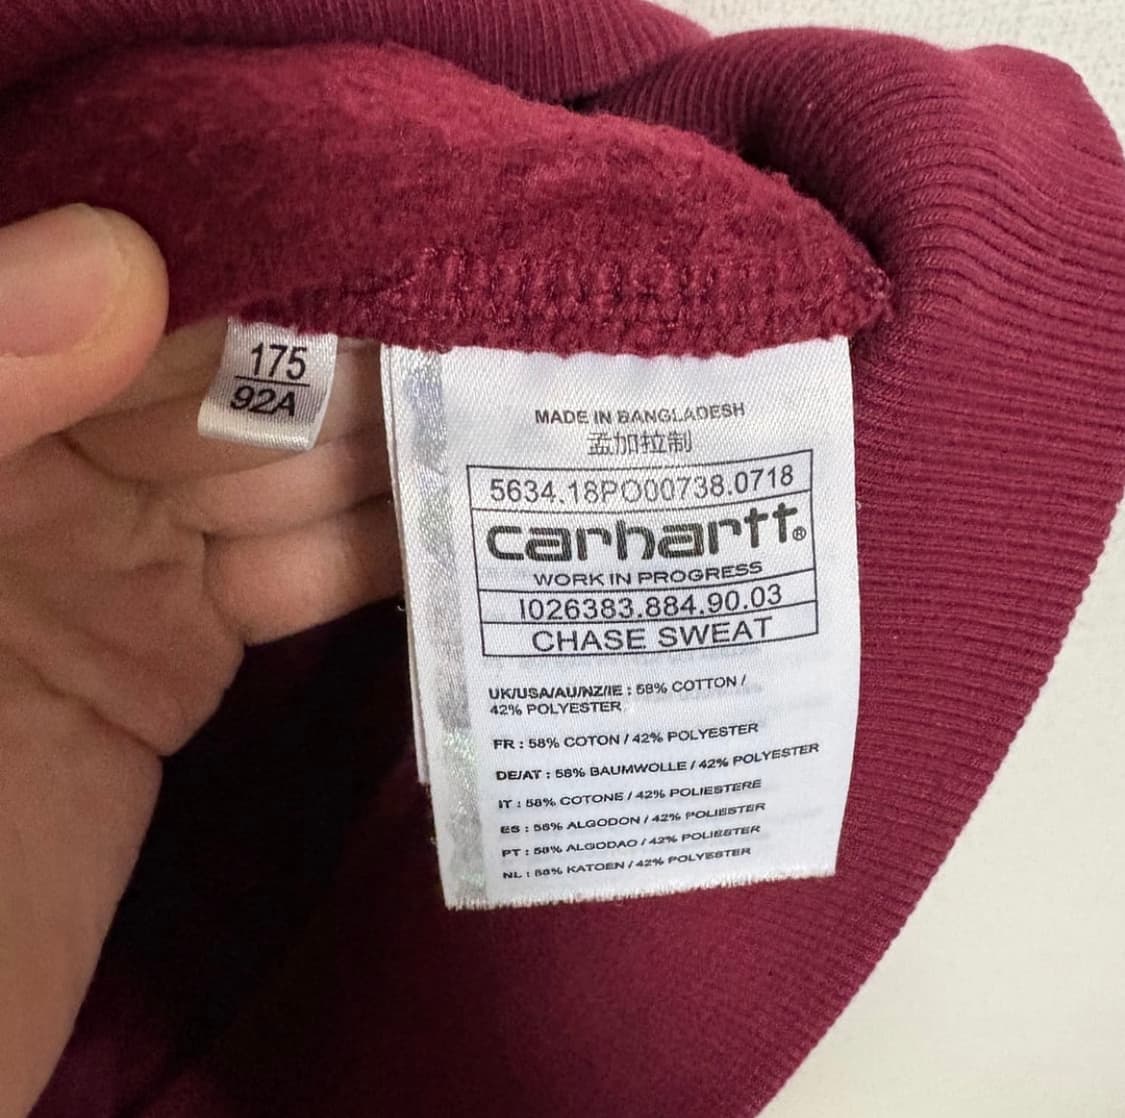 175
92A
MADE IN BANGLADESH
孟加拉制
5634.18PO00738.0718
carhartt®
WORK IN PROGRESS
I026383.884.90.03
CHASE SWEAT
UK/USA/AU/NZ/IE : 58% COTTON /
42% POLYESTER
FR : 58% COTON / 42% POLYESTER
DE/AT : 58% BAUMWOLLE / 42% POLYESTER
IT : 58% COTONE / 42% POLIESTERE
ES : 58% ALGODON / 42% POLIESTER
PT : 58% ALGODAO / 42% POLIESTER
NL : 58% KATOEN / 42% POLYESTER